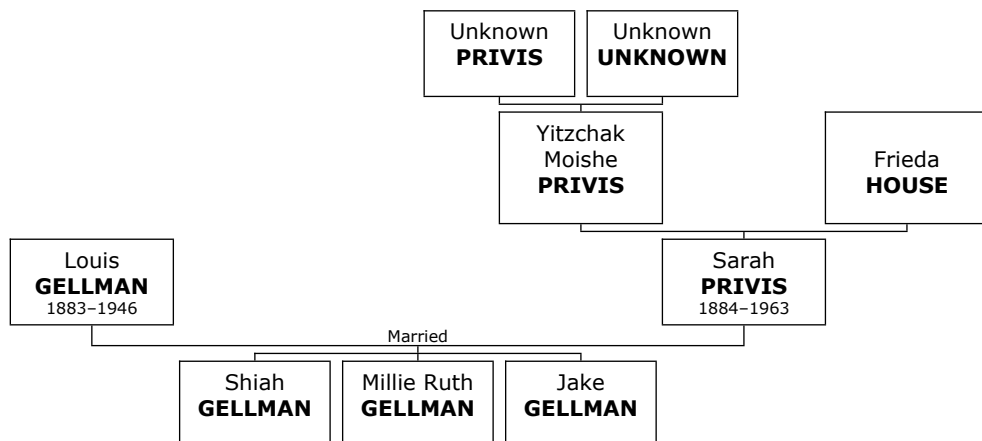 Unknown
PRIVIS
Unknown
UNKNOWN
Yitzchak
Moishe
PRIVIS
Frieda
HOUSE
Louis
GELLMAN
1883–1946
Sarah
PRIVIS
1884–1963
Married
Shiah
GELLMAN
Millie Ruth
GELLMAN
Jake
GELLMAN